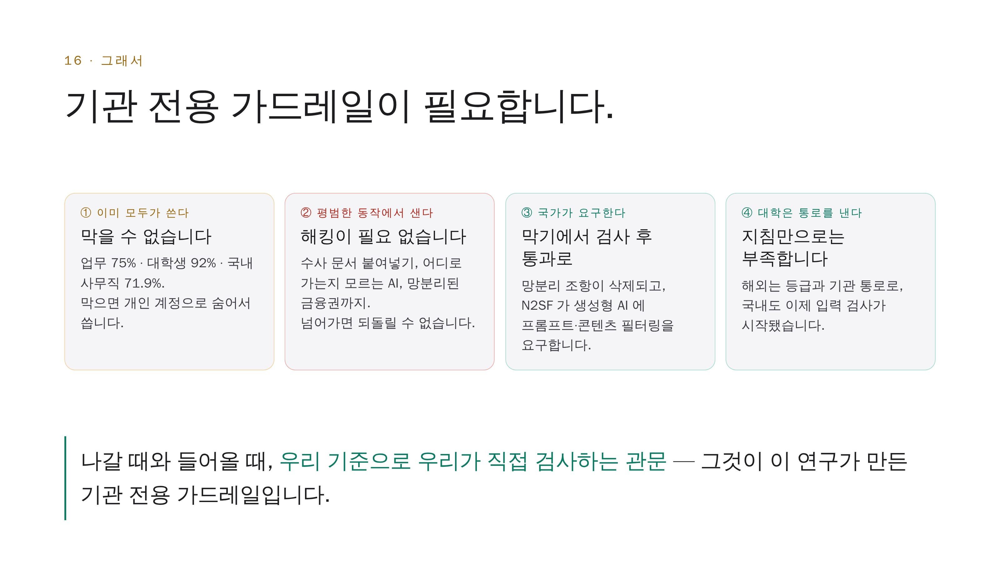 16 · 그래서
기관 전용 가드레일이 필요합니다.
① 이미 모두가 쓴다
막을 수 없습니다
업무 75% · 대학생 92% · 국내
사무직 71.9%.
막으면 개인 계정으로 숨어서
씁니다.
② 평범한 동작에서 샌다
해킹이 필요 없습니다
수사 문서 붙여넣기, 어디로
가는지 모르는 AI, 망분리된
금융권까지.
넘어가면 되돌릴 수 없습니다.
③ 국가가 요구한다
막기에서 검사 후
통과로
망분리 조항이 삭제되고,
N2SF 가 생성형 AI 에
프롬프트·콘텐츠 필터링을
요구합니다.
④ 대학은 통로를 낸다
지침만으로는
부족합니다
해외는 등급과 기관 통로로,
국내도 이제 입력 검사가
시작됐습니다.
나갈 때와 들어올 때, 우리 기준으로 우리가 직접 검사하는 관문 — 그것이 이 연구가 만든
기관 전용 가드레일입니다.